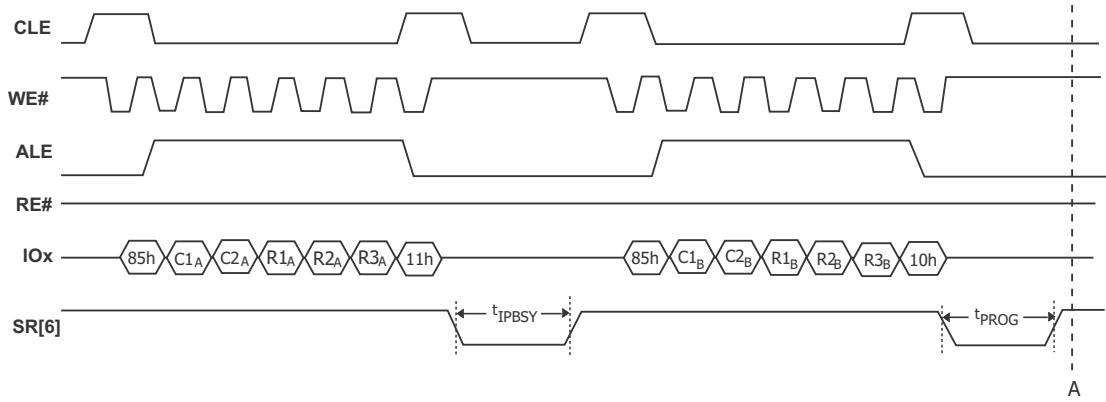 CLE
WE#
ALE
RE#
IOx 85h C1A C2A R1A R2A R3A 11h 85h C1B C2B R1B R2B R3B 10h
SR[6] tIPBSY tPROG
A